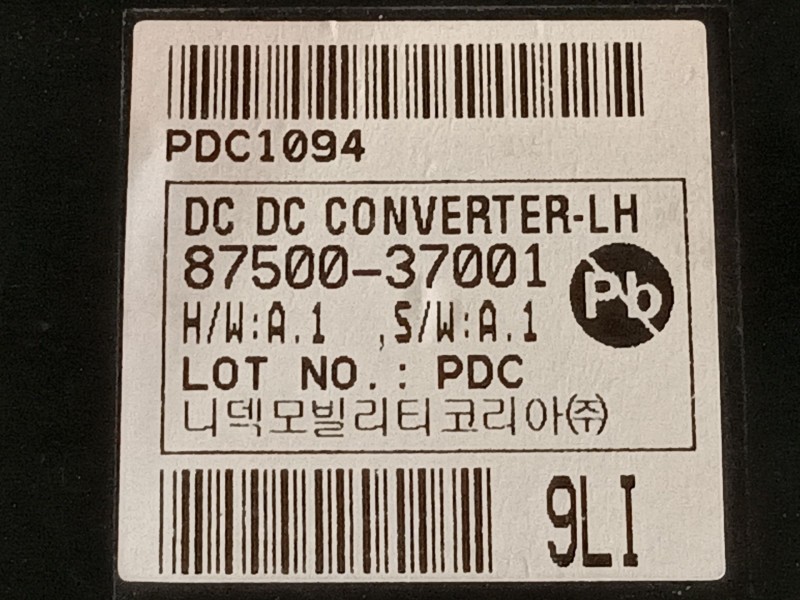 PDC1094
DC DC CONVERTER-LH
87500-37001
Pb
H/W:A.1 ,S/W:A.1
LOT NO.: PDC
니덱모빌리티코리아㈜
9LI